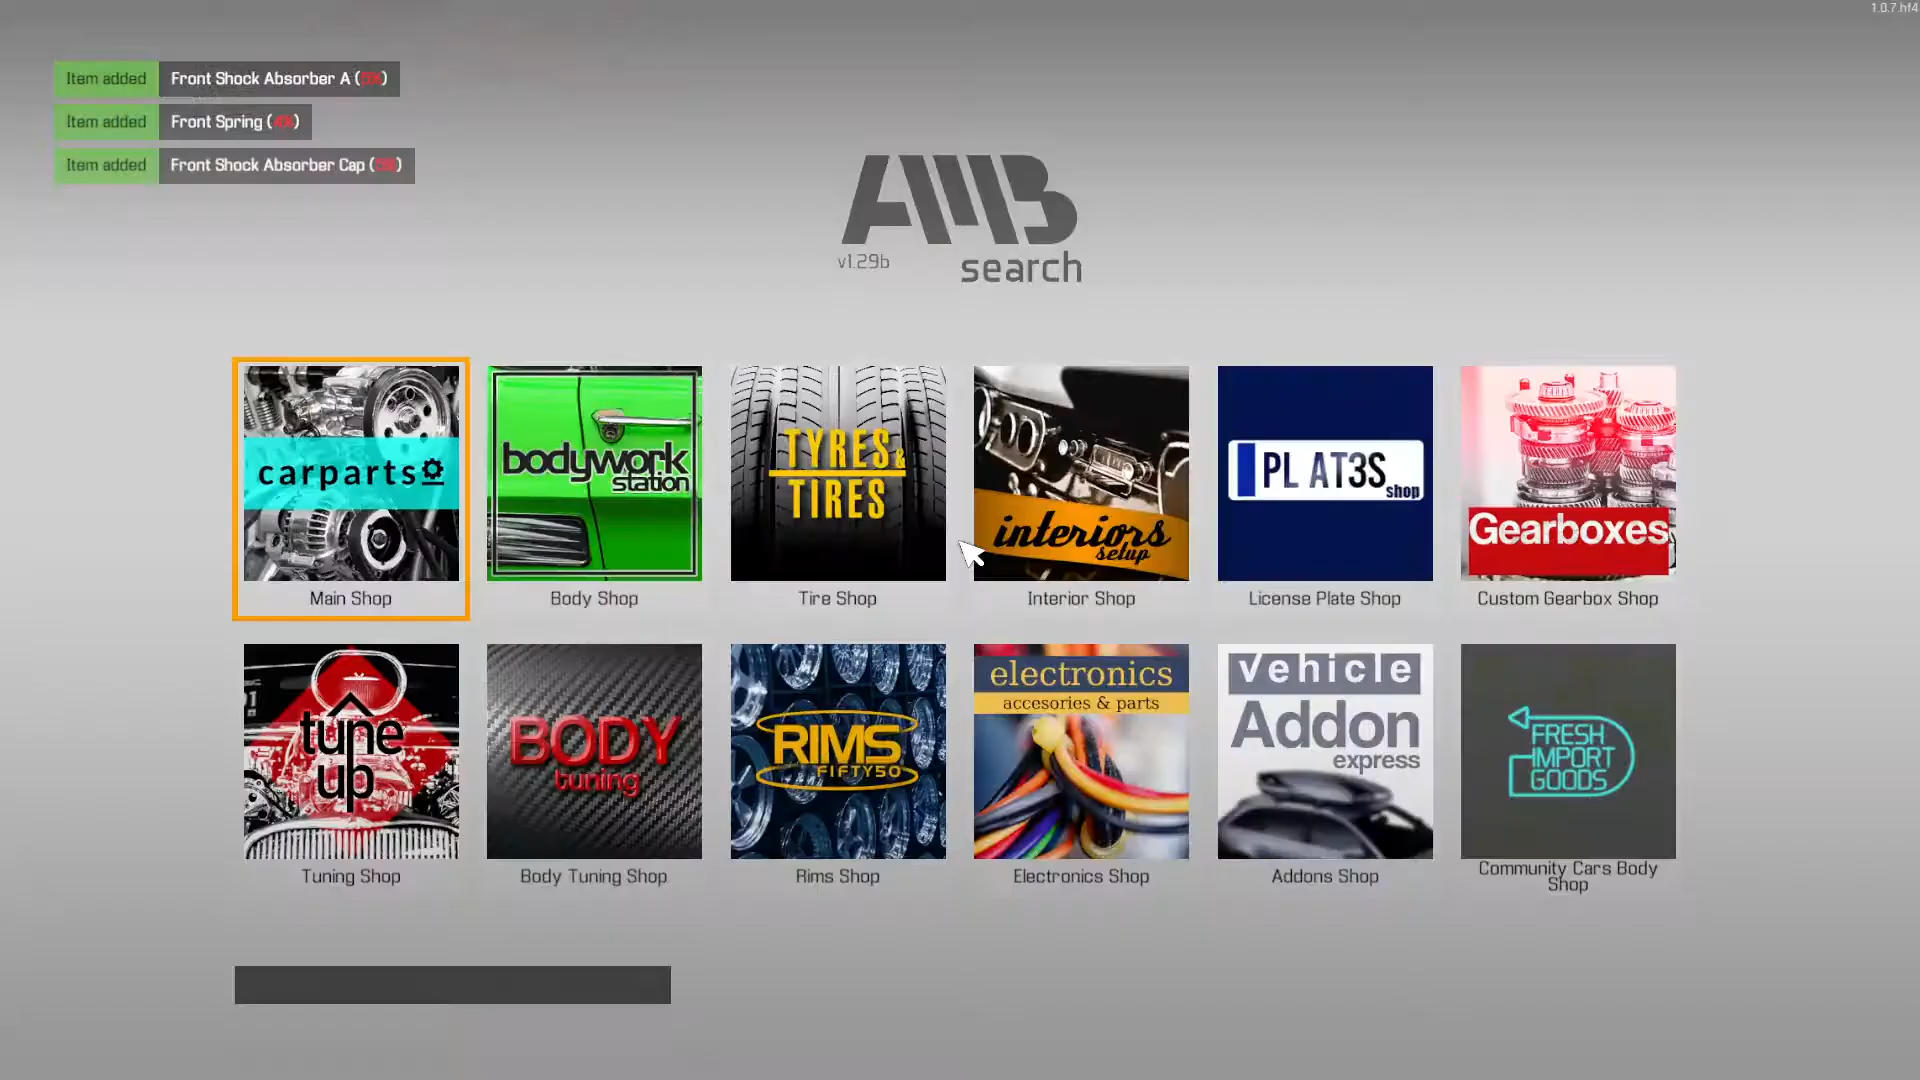 1.0.7.hf4
Item added Front Shock Absorber A (
Item added Front Spring (
Item added Front Shock Absorber Cap (
AMB
v1.29b search
carparts
Main Shop
bodywork
station
Body Shop
TYRES &
TIRES
Tire Shop
interiors
setup
Interior Shop
PL AT3S
shop
License Plate Shop
Gearboxes
Custom Gearbox Shop
tune
up
Tuning Shop
BODY
tuning
Body Tuning Shop
RIMS
FIFTY50
Rims Shop
electronics
accesories & parts
Electronics Shop
vehicle
Addon
express
Addons Shop
FRESH
IMPORT
GOODS
Community Cars Body
Shop